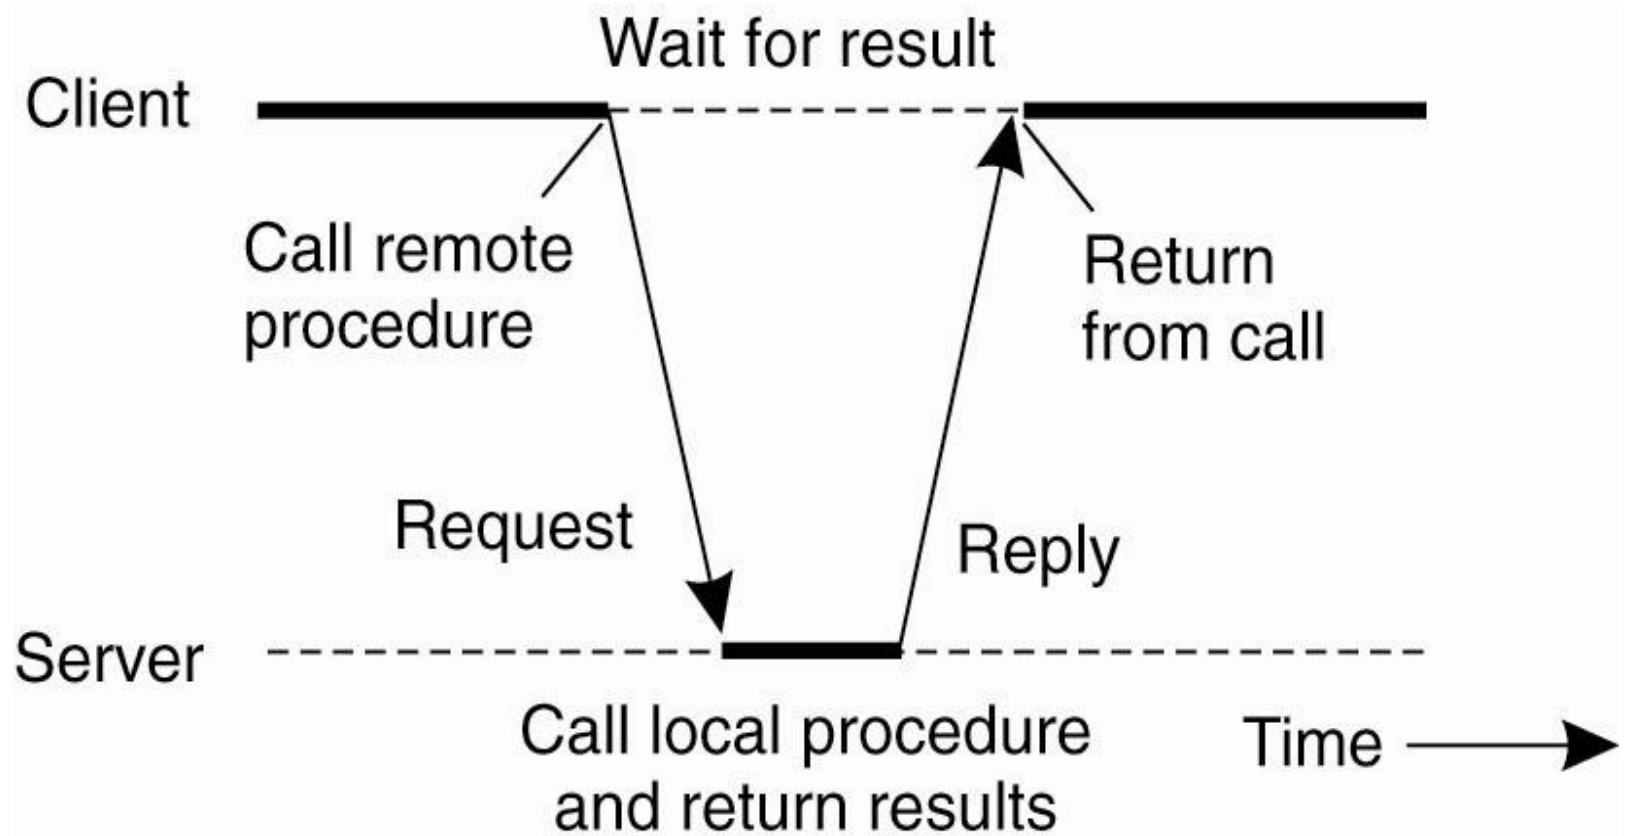 Wait for result
Client
Call remote
procedure
Return
from call
Request
Reply
Server
Call local procedure
and return results
Time